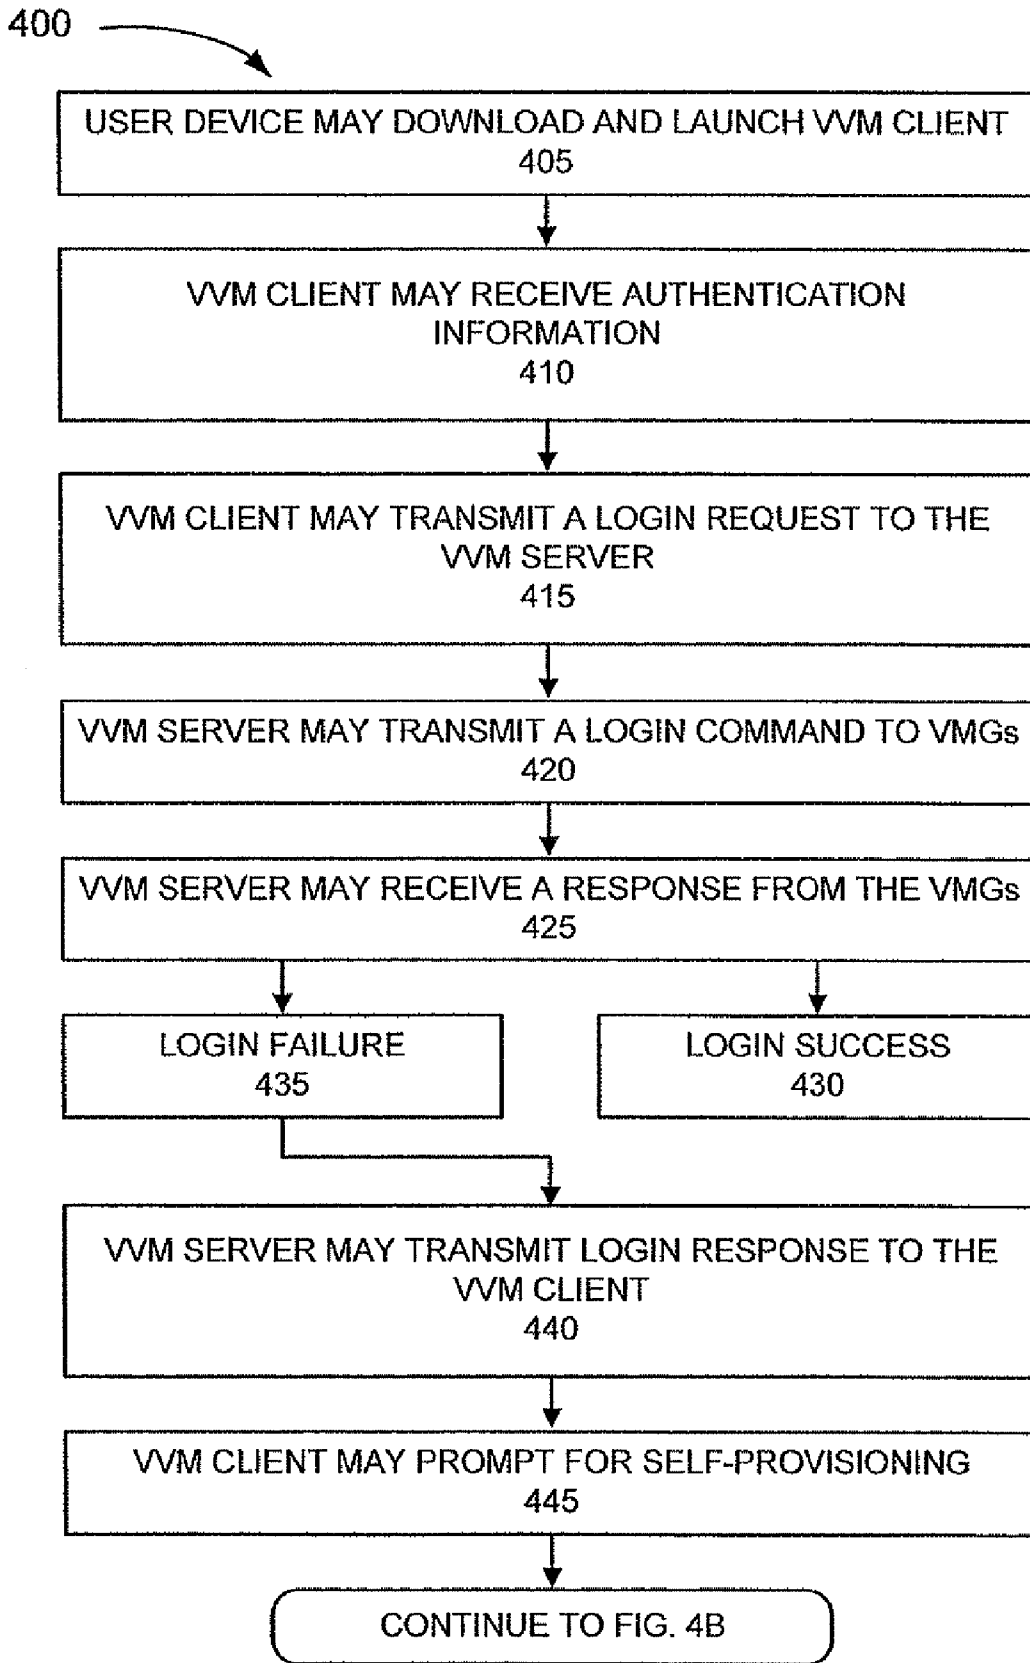 400
USER DEVICE MAY DOWNLOAD AND LAUNCH VVM CLIENT
405
VVM CLIENT MAY RECEIVE AUTHENTICATION
INFORMATION
410
VVM CLIENT MAY TRANSMIT A LOGIN REQUEST TO THE
VVM SERVER
415
VVM SERVER MAY TRANSMIT A LOGIN COMMAND TO VMGs
420
VVM SERVER MAY RECEIVE A RESPONSE FROM THE VMGs
425
LOGIN FAILURE
435
LOGIN SUCCESS
430
VVM SERVER MAY TRANSMIT LOGIN RESPONSE TO THE
VVM CLIENT
440
VVM CLIENT MAY PROMPT FOR SELF-PROVISIONING
445
CONTINUE TO FIG. 4B